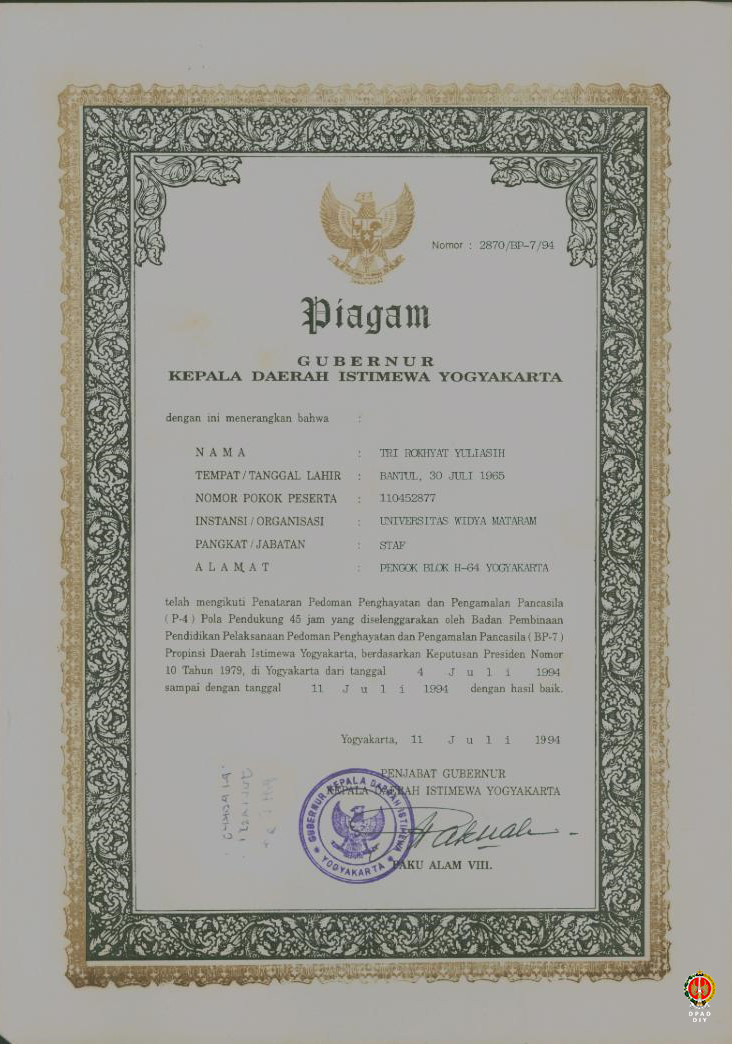 Nomor : 2870/BP-7/94
Piagam
GUBERNUR
KEPALA DAERAH ISTIMEWA YOGYAKARTA
dengan ini menerangkan bahwa :
NAMA : TRI ROKHYAT YULIASIH
TEMPAT/TANGGAL LAHIR : BANTUL, 30 JULI 1965
NOMOR POKOK PESERTA : 110452877
INSTANSI/ORGANISASI : UNIVERSITAS WIDYA MATARAM
PANGKAT/JABATAN : STAF
ALAMAT : PENGOK BLOK H-64 YOGYAKARTA
telah mengikuti Penataran Pedoman Penghayatan dan Pengamalan Pancasila
(P-4) Pola Pendukung 45 jam yang diselenggarakan oleh Badan Pembinaan
Pendidikan Pelaksanaan Pedoman Penghayatan dan Pengamalan Pancasila (BP-7)
Propinsi Daerah Istimewa Yogyakarta, berdasarkan Keputusan Presiden Nomor
10 Tahun 1979, di Yogyakarta dari tanggal 4 Juli 1994
sampai dengan tanggal 11 Juli 1994 dengan hasil baik.
Yogyakarta, 11 Juli 1994
PENJABAT GUBERNUR
KEPALA DAERAH ISTIMEWA YOGYAKARTA
GUBERNUR KEPALA DAERAH ISTIMEWA
YOGYAKARTA
PAKU ALAM VIII.
DPAD
DIY